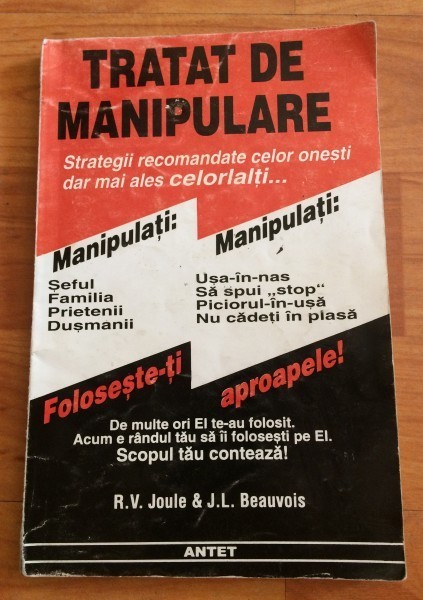 TRATAT DE
MANIPULARE
Strategii recomandate celor onești
dar mai ales celorlalți...
Manipulați:
Șeful
Familia
Prietenii
Dușmanii
Manipulați:
Ușa-în-nas
Să spui „stop“
Piciorul-în-ușă
Nu cădeți în plasă
Folosește-ți
aproapele!
De multe ori El te-au folosit.
Acum e rândul tău să îi folosești pe El.
Scopul tău contează!
R.V. Joule & J.L. Beauvois
ANTET